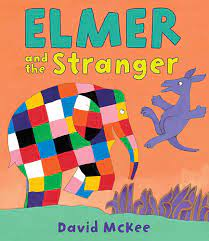 ELMER
and the Stranger
David McKee